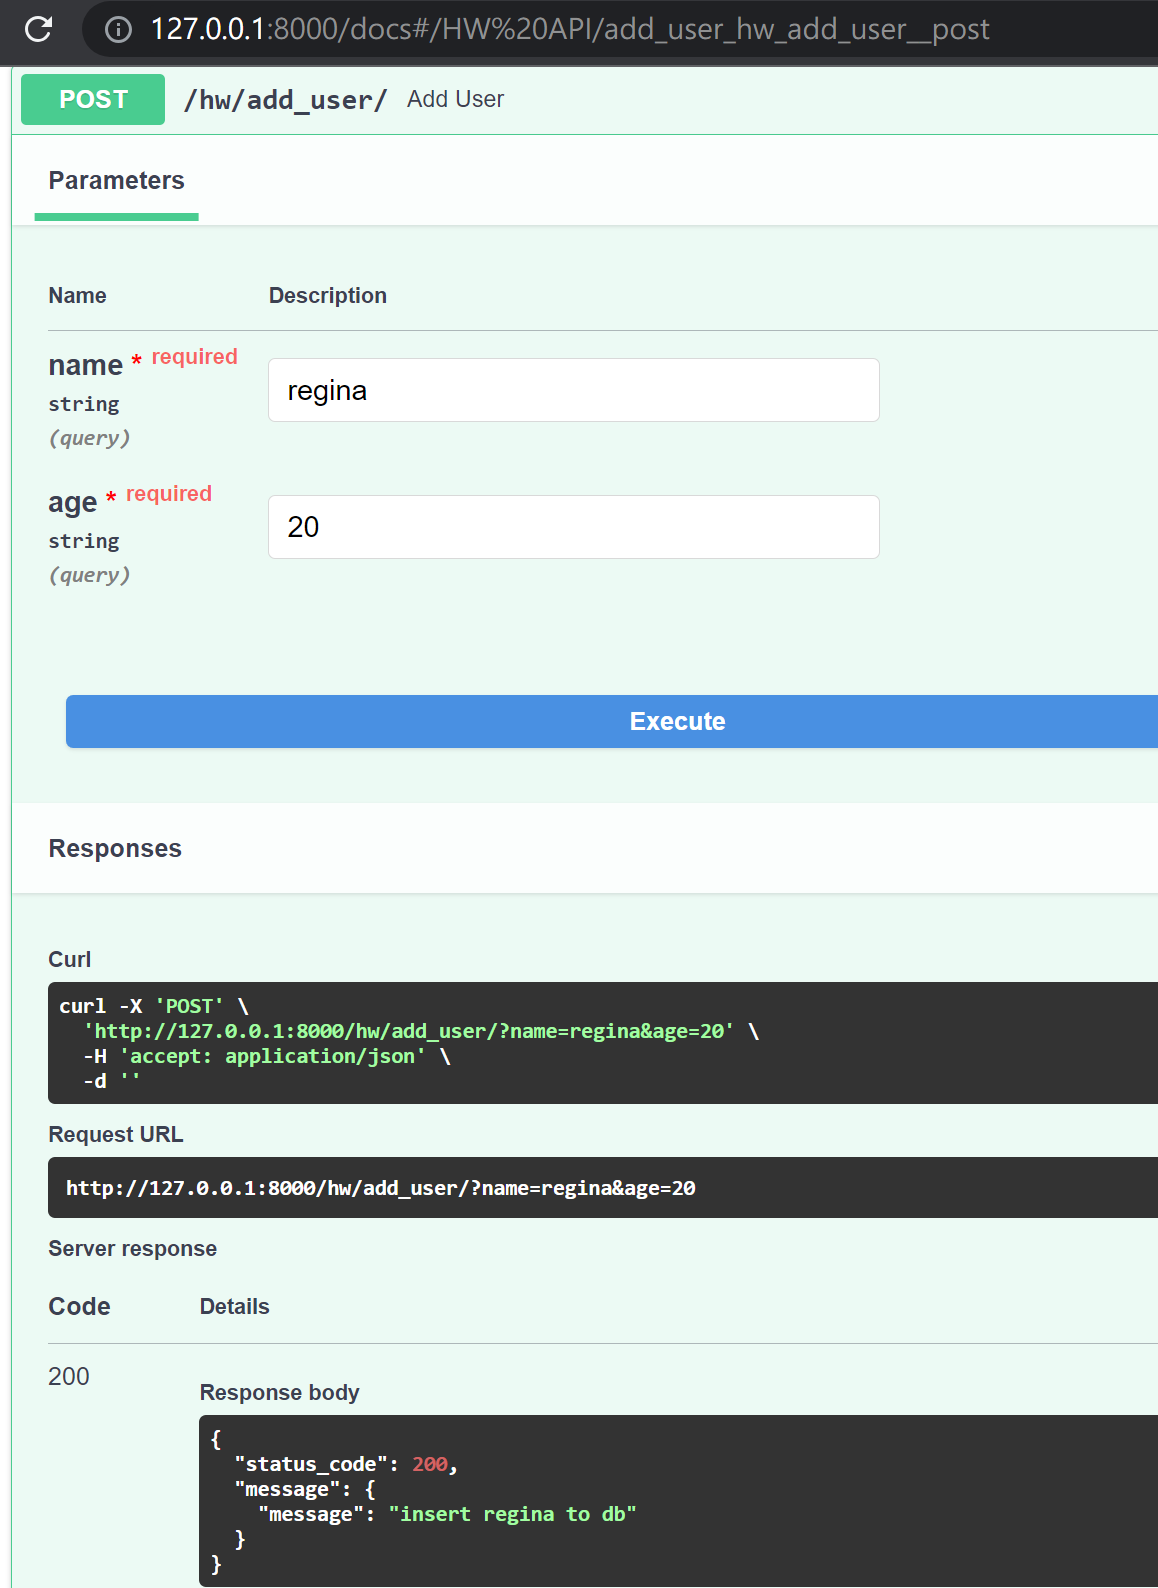 127.0.0.1:8000/docs#/HW%20API/add_user_hw_add_user__post
POST /hw/add_user/ Add User
Parameters
Name Description
name * required
string
(query)
regina
age * required
string
(query)
20
Execute
Responses
Curl
curl -X 'POST' \
'http://127.0.0.1:8000/hw/add_user/?name=regina&age=20' \
-H 'accept: application/json' \
-d ''
Request URL
http://127.0.0.1:8000/hw/add_user/?name=regina&age=20
Server response
Code Details
200
Response body
{
"status_code": 200,
"message": {
"message": "insert regina to db"
}
}